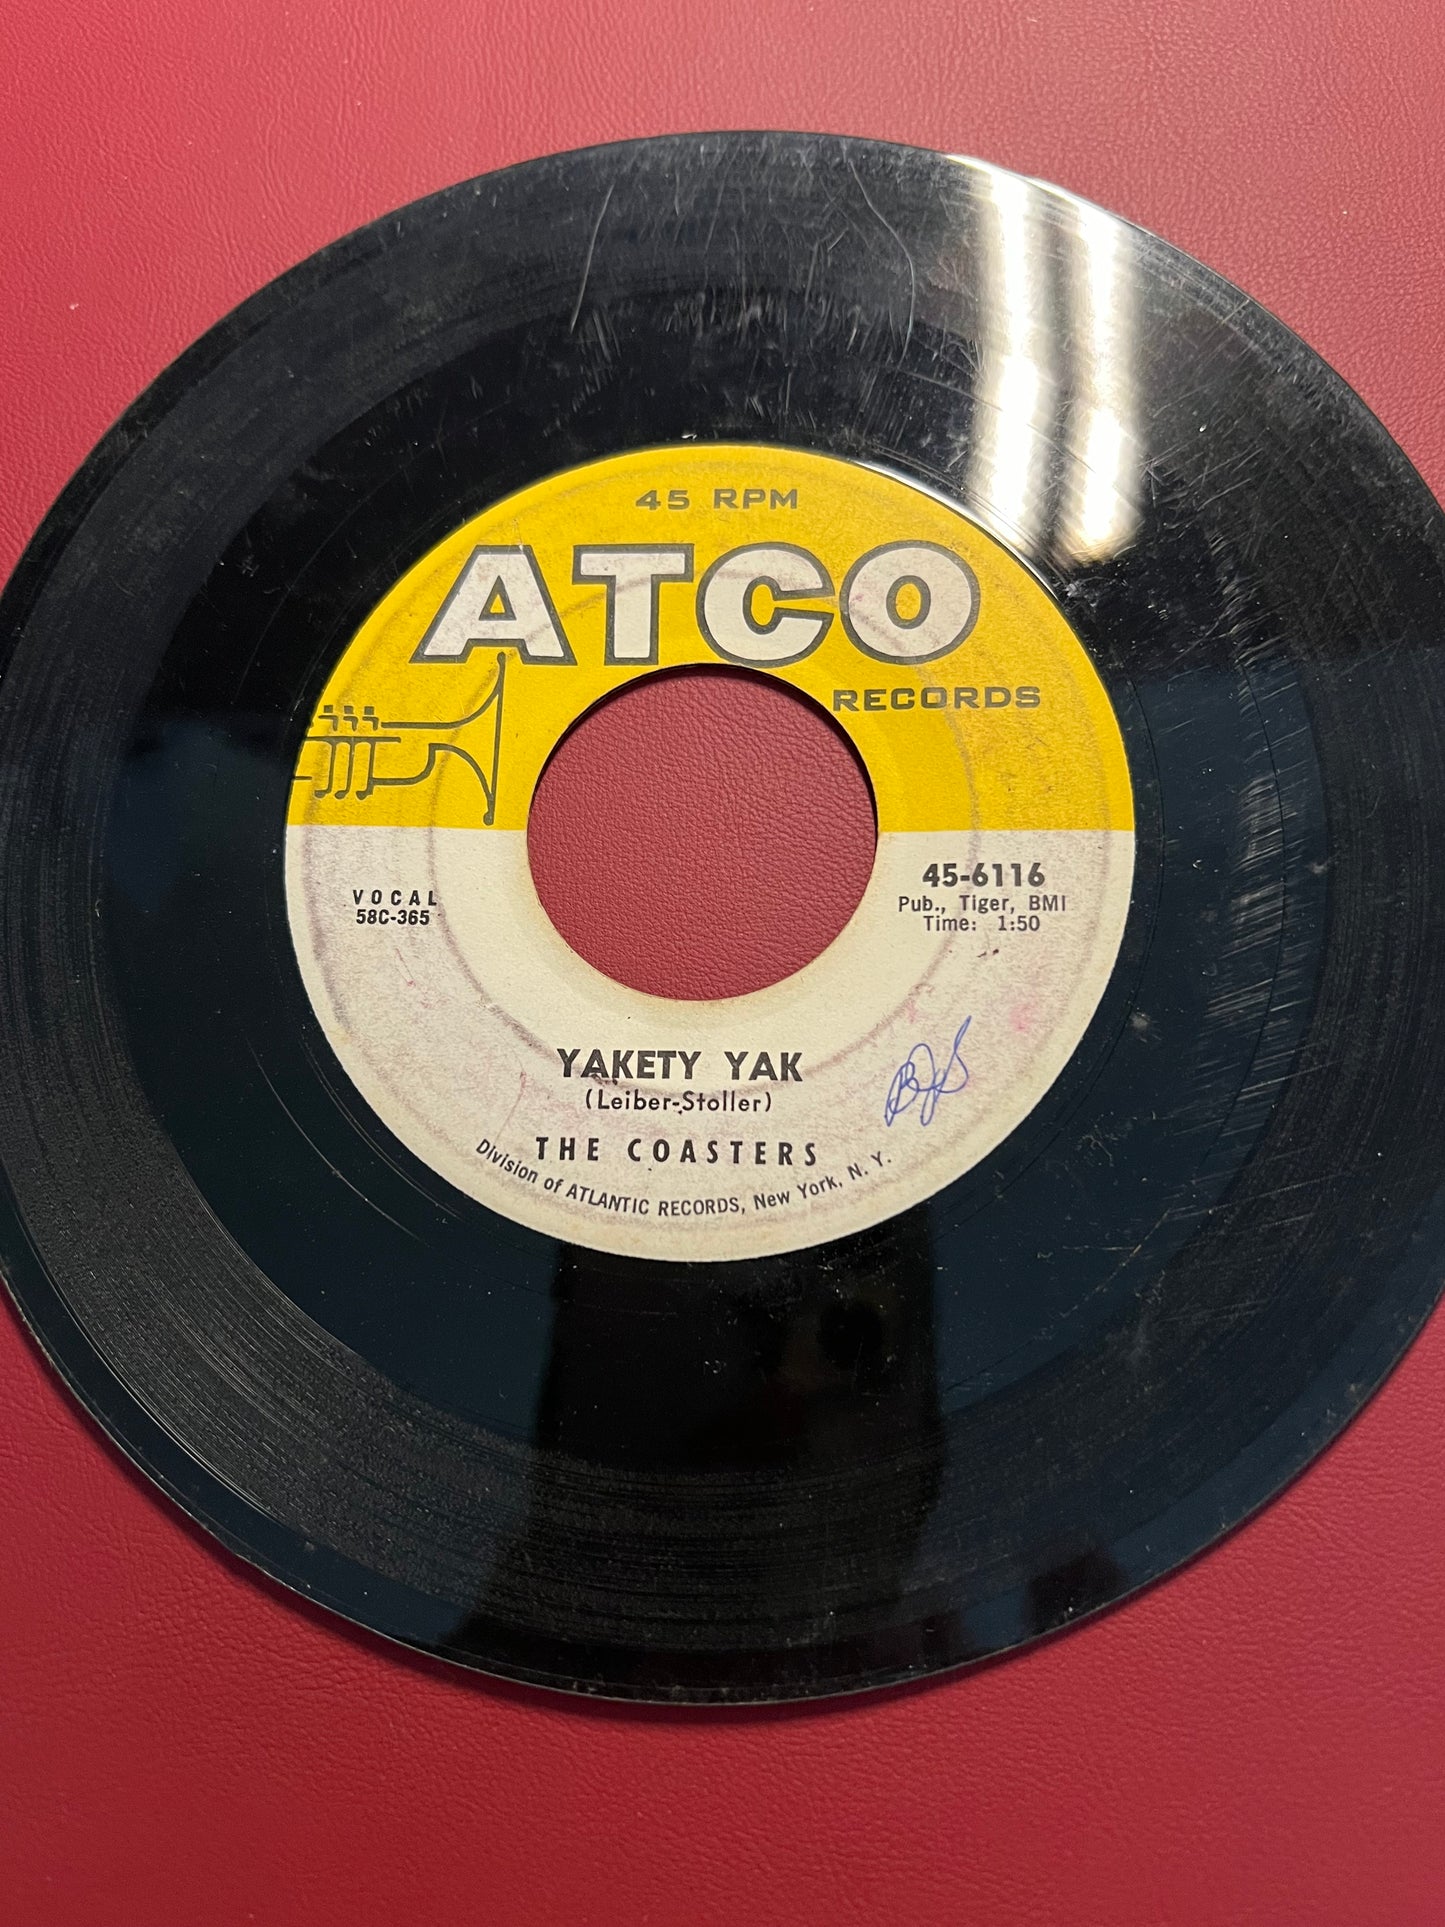 45 RPM
ATCO
RECORDS
VOCAL
58C-365
45-6116
Pub., Tiger, BMI
Time: 1:50
YAKETY YAK
(Leiber-Stoller)
THE COASTERS
Division of ATLANTIC RECORDS, New York, N. Y.